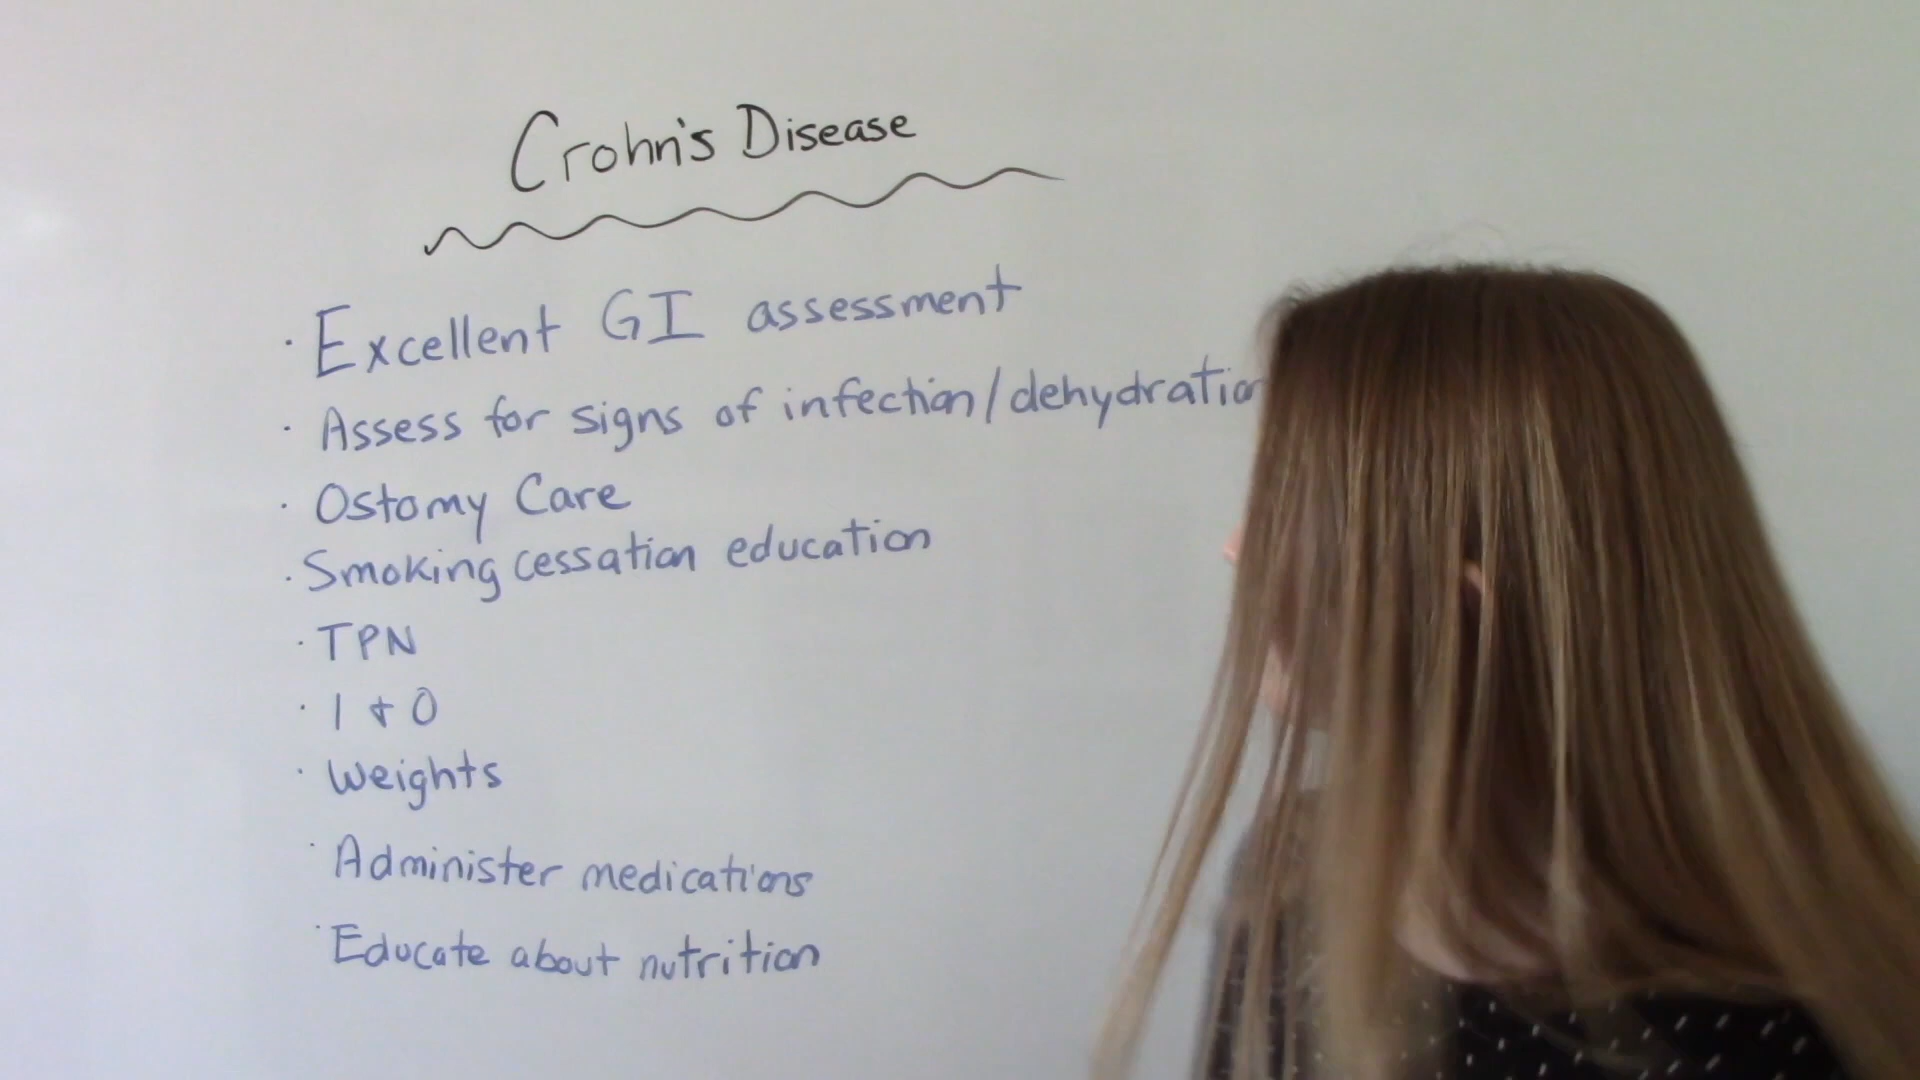 Crohn's Disease
· Excellent GI assessment
· Assess for signs of infection/dehydratio
· Ostomy Care
· Smoking cessation education
· TPN
· I & O
· Weights
· Administer medications
· Educate about nutrition